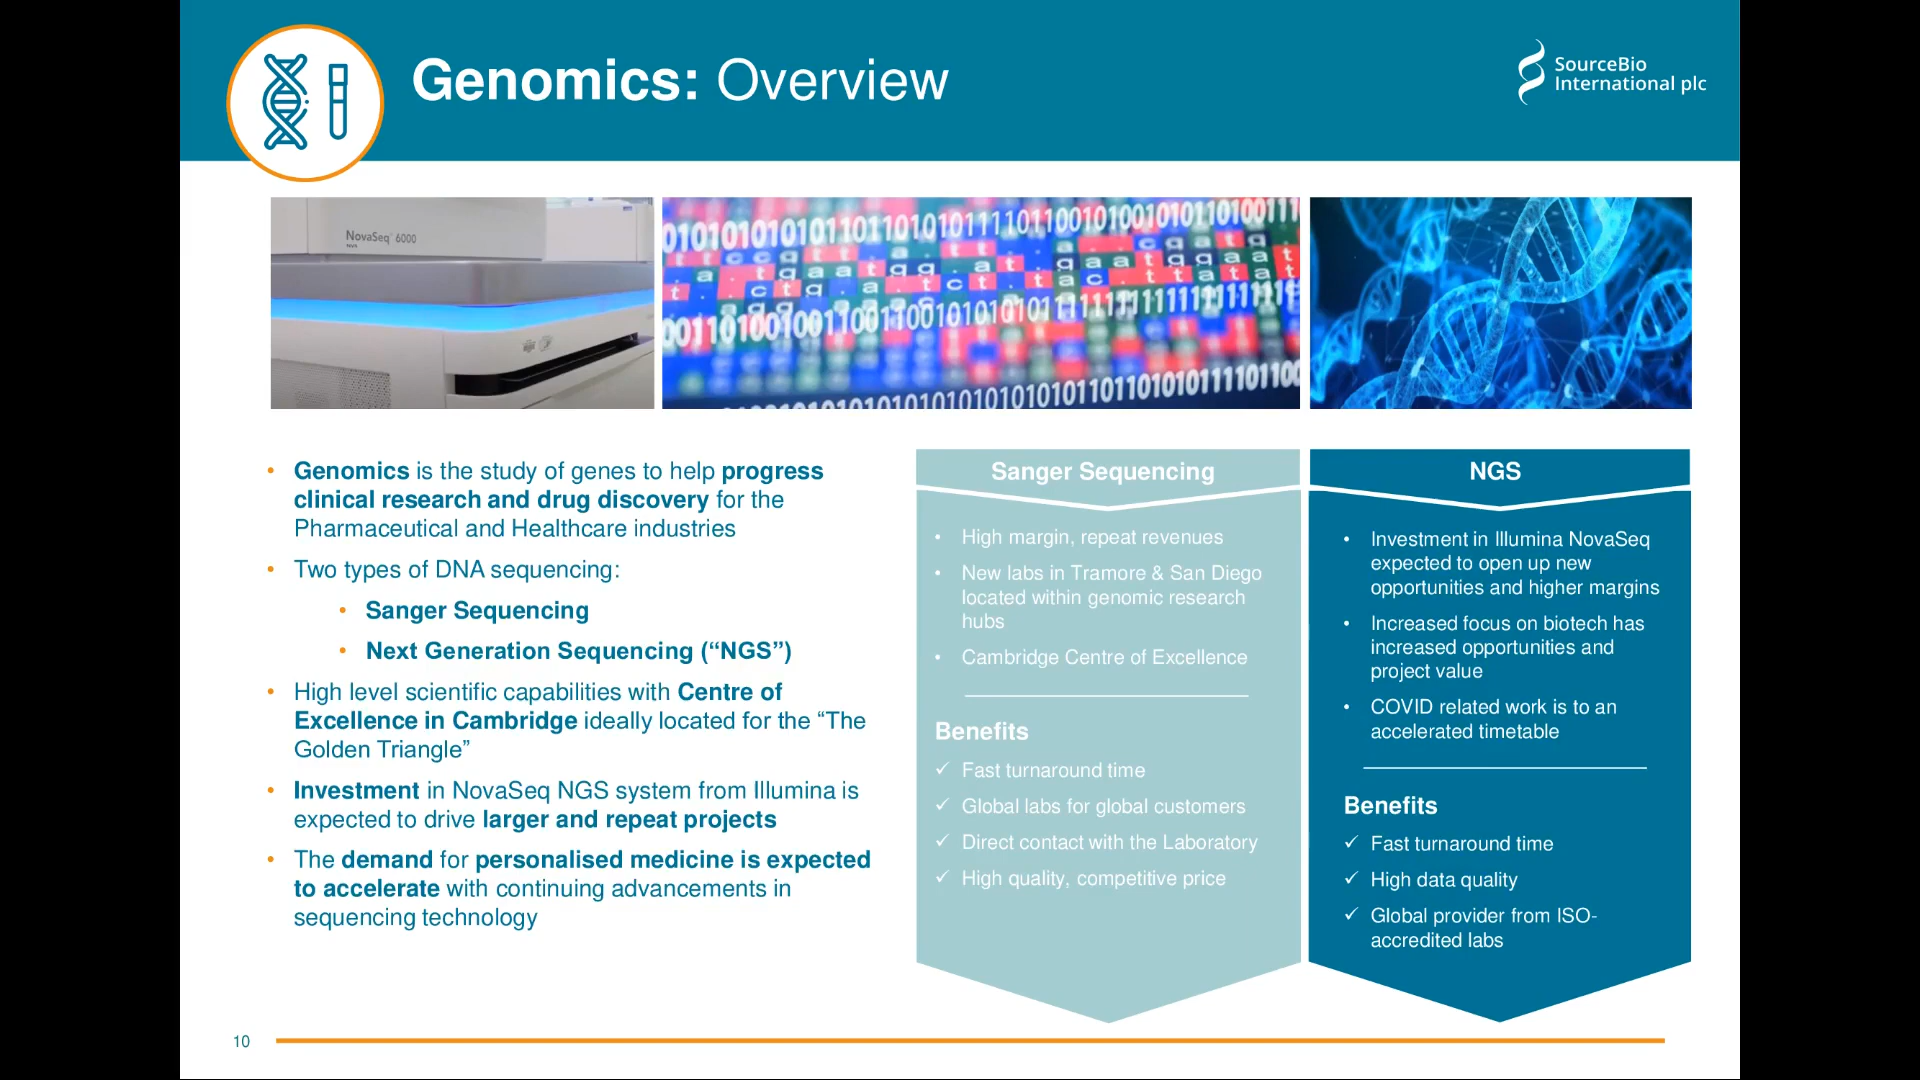 Genomics: Overview
SourceBio
International plc
NovaSeq 6000
• Genomics is the study of genes to help progress
clinical research and drug discovery for the
Pharmaceutical and Healthcare industries
• Two types of DNA sequencing:
• Sanger Sequencing
• Next Generation Sequencing (“NGS”)
• High level scientific capabilities with Centre of
Excellence in Cambridge ideally located for the “The
Golden Triangle”
• Investment in NovaSeq NGS system from Illumina is
expected to drive larger and repeat projects
• The demand for personalised medicine is expected
to accelerate with continuing advancements in
sequencing technology
Sanger Sequencing
• High margin, repeat revenues
• New labs in Tramore & San Diego
located within genomic research
hubs
• Cambridge Centre of Excellence
Benefits
✓ Fast turnaround time
✓ Global labs for global customers
✓ Direct contact with the Laboratory
✓ High quality, competitive price
NGS
• Investment in Illumina NovaSeq
expected to open up new
opportunities and higher margins
• Increased focus on biotech has
increased opportunities and
project value
• COVID related work is to an
accelerated timetable
Benefits
✓ Fast turnaround time
✓ High data quality
✓ Global provider from ISO-
accredited labs
10